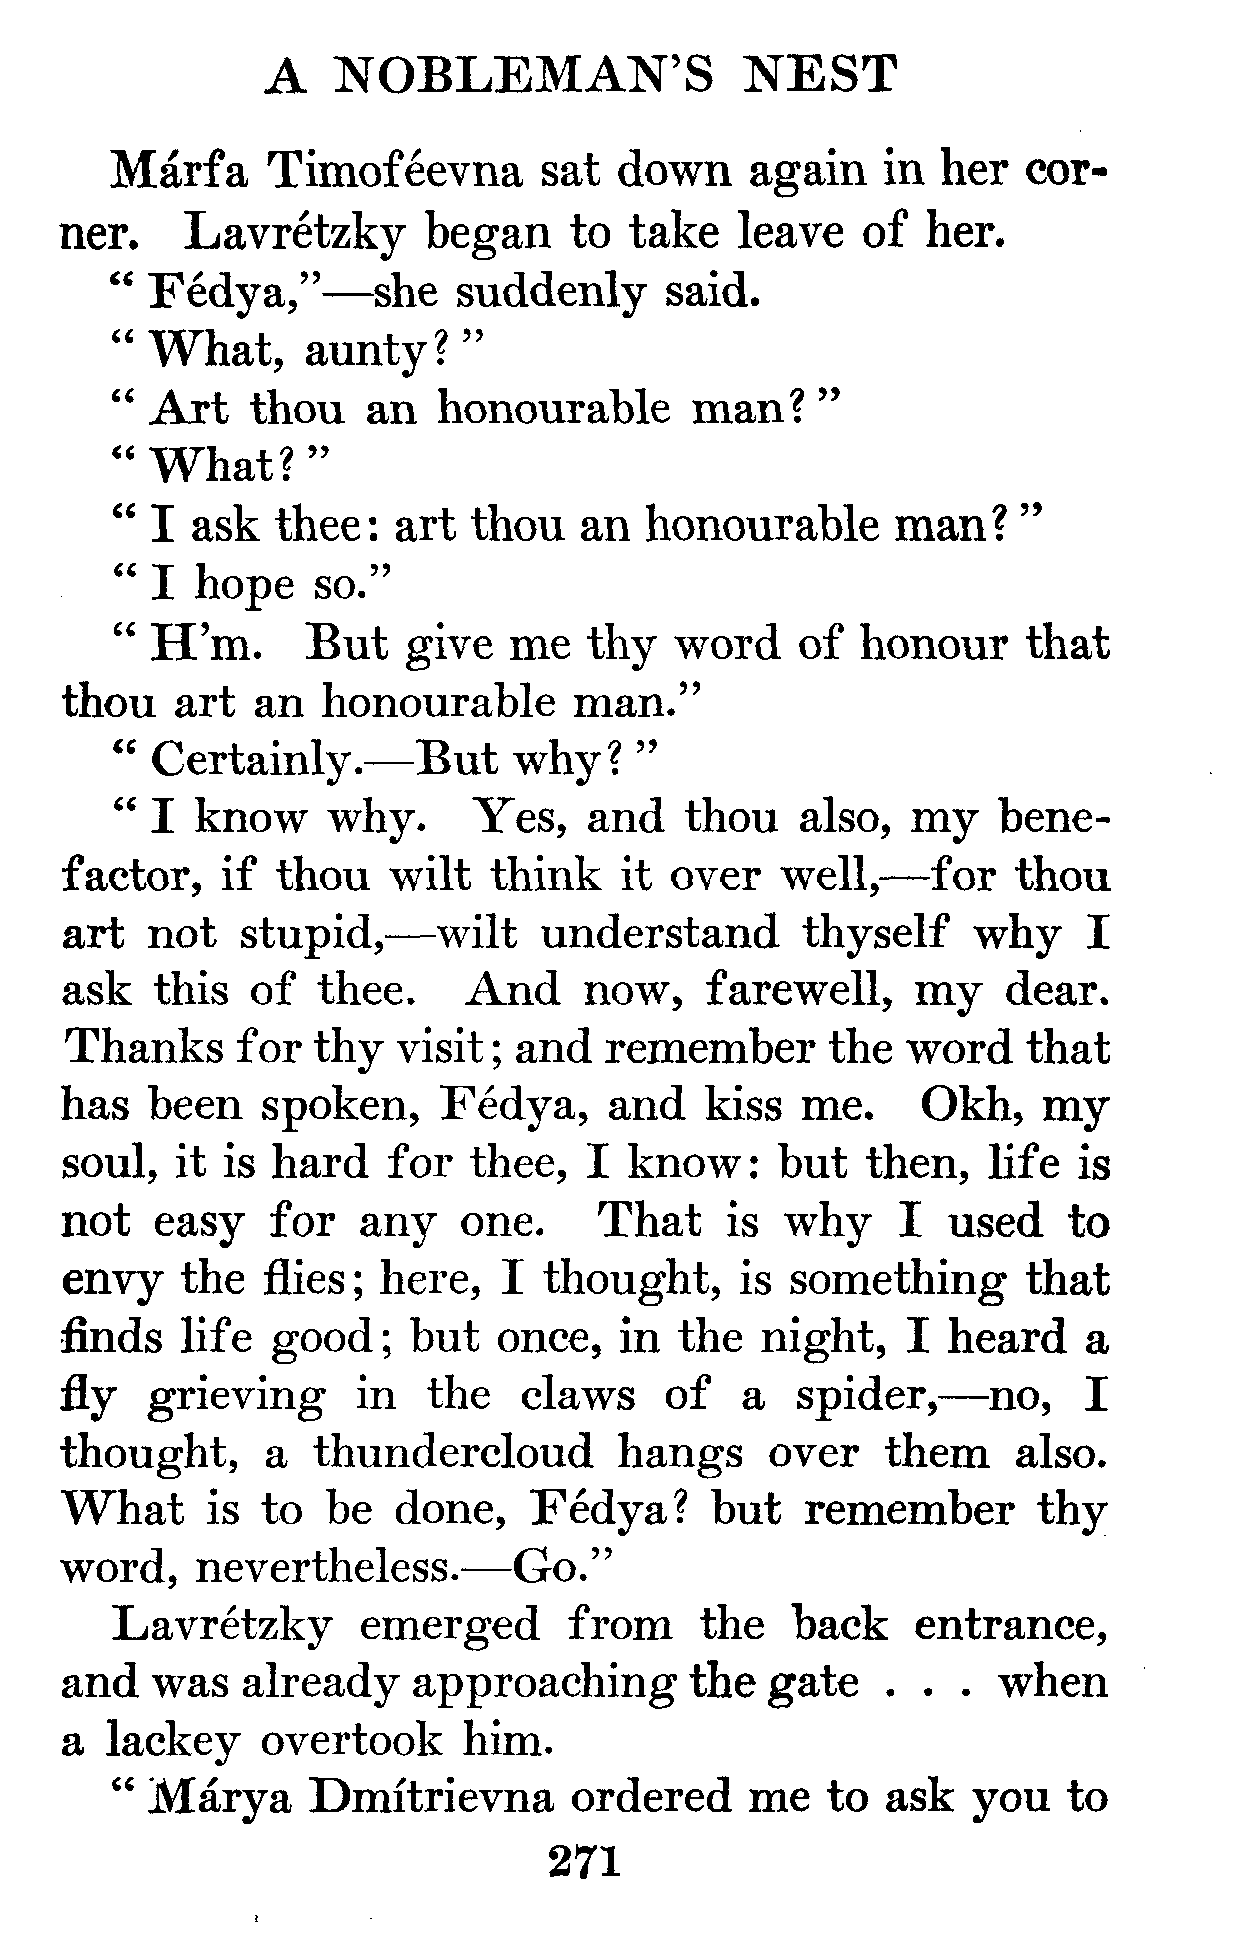 A NOBLEMAN'S NEST
Márfa Timoféevna sat down again in her cor-
ner. Lavrétzky began to take leave of her.
“ Fédya,”—she suddenly said.
“ What, aunty? ”
“ Art thou an honourable man? ”
“ What? ”
“ I ask thee: art thou an honourable man? ”
“ I hope so.”
“ H’m. But give me thy word of honour that
thou art an honourable man.”
“ Certainly.—But why? ”
“ I know why. Yes, and thou also, my bene-
factor, if thou wilt think it over well,—for thou
art not stupid,—wilt understand thyself why I
ask this of thee. And now, farewell, my dear.
Thanks for thy visit; and remember the word that
has been spoken, Fédya, and kiss me. Okh, my
soul, it is hard for thee, I know: but then, life is
not easy for any one. That is why I used to
envy the flies; here, I thought, is something that
finds life good; but once, in the night, I heard a
fly grieving in the claws of a spider,—no, I
thought, a thundercloud hangs over them also.
What is to be done, Fédya? but remember thy
word, nevertheless.—Go.”
Lavrétzky emerged from the back entrance,
and was already approaching the gate . . . when
a lackey overtook him.
“ Márya Dmítrievna ordered me to ask you to
271